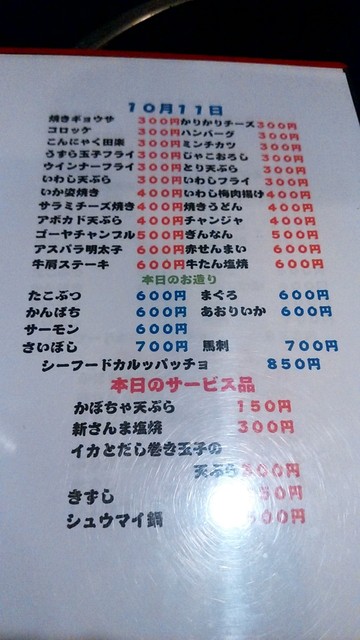 10月11日
焼きギョウザ 300円 かりかりチーズ 300円
コロッケ 300円 ハンバーグ 300円
こんにゃく田楽 300円 ミンチカツ 300円
うずら玉子フライ 300円 じゃこおろし 300円
ウインナーフライ 300円 とり天ぷら 300円
いわし天ぷら 300円 いわしフライ 300円
いか姿焼き 400円 いわし梅肉揚げ 400円
サラミチーズ焼き 400円 焼きうどん 400円
アボカド天ぷら 400円 チャンジャ 400円
ゴーヤチャンプル 500円 ぎんなん 500円
アスパラ明太子 600円 赤せんまい 600円
牛肩ステーキ 600円 牛たん塩焼 600円
本日のお造り
たこぶつ 600円 まぐろ 600円
かんぱち 600円 あおりいか 600円
サーモン 600円
さいぼし 700円 馬刺 700円
シーフードカルッパッチョ 850円
本日のサービス品
かぼちゃ天ぷら 150円
新さんま塩焼 300円
イカとだし巻き玉子の
天ぷら 300円
きずし 50円
シュウマイ鍋 00円